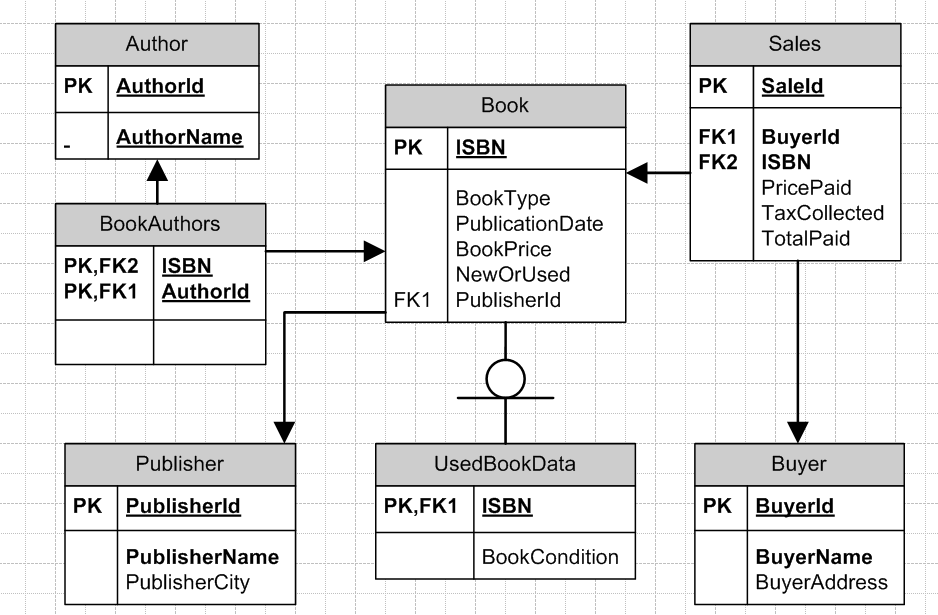 Author
PK AuthorId
- AuthorName
BookAuthors
PK,FK2 ISBN
PK,FK1 AuthorId
Book
PK ISBN
BookType
PublicationDate
BookPrice
NewOrUsed
FK1 PublisherId
Sales
PK SaleId
FK1 BuyerId
FK2 ISBN
PricePaid
TaxCollected
TotalPaid
Publisher
PK PublisherId
PublisherName
PublisherCity
UsedBookData
PK,FK1 ISBN
BookCondition
Buyer
PK BuyerId
BuyerName
BuyerAddress